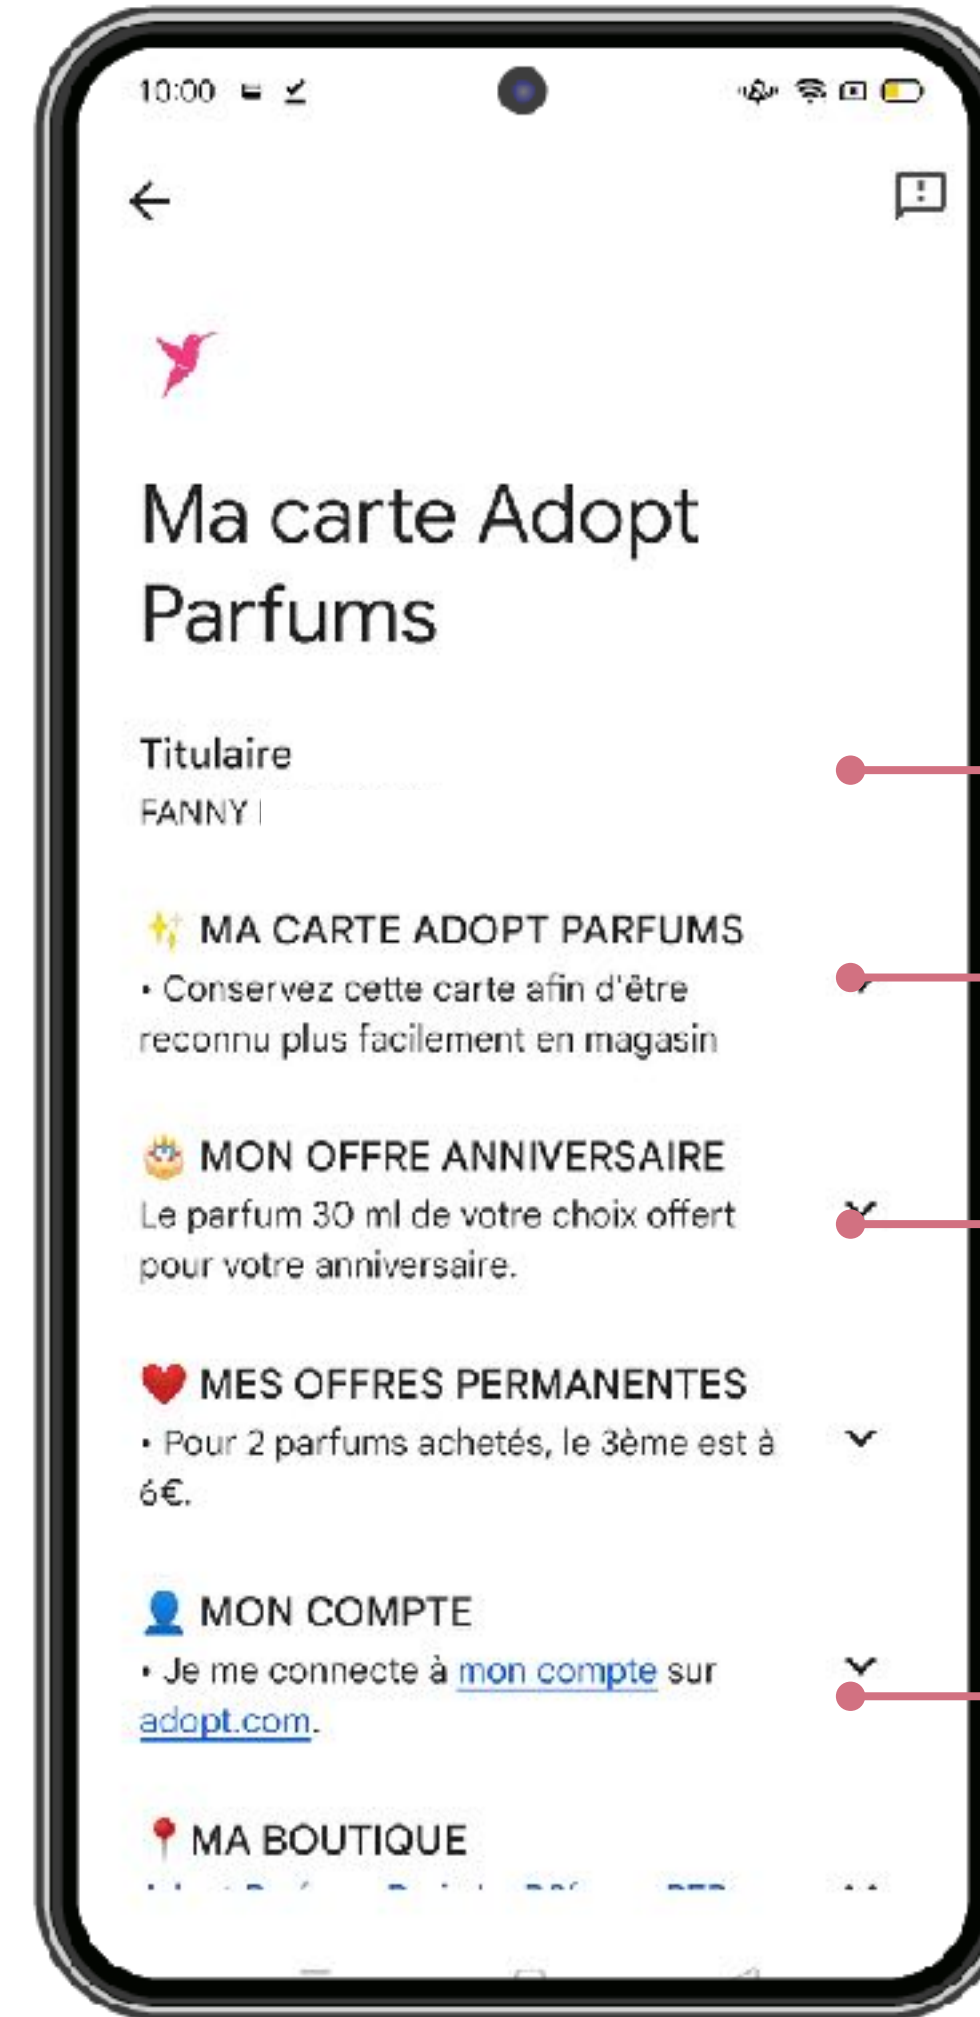 10:00
Ma carte Adopt
Parfums
Titulaire
FANNY
MA CARTE ADOPT PARFUMS
• Conservez cette carte afin d'être
reconnu plus facilement en magasin
MON OFFRE ANNIVERSAIRE
Le parfum 30 ml de votre choix offert
pour votre anniversaire.
MES OFFRES PERMANENTES
• Pour 2 parfums achetés, le 3ème est à
6€.
MON COMPTE
• Je me connecte à mon compte sur
adopt.com.
MA BOUTIQUE